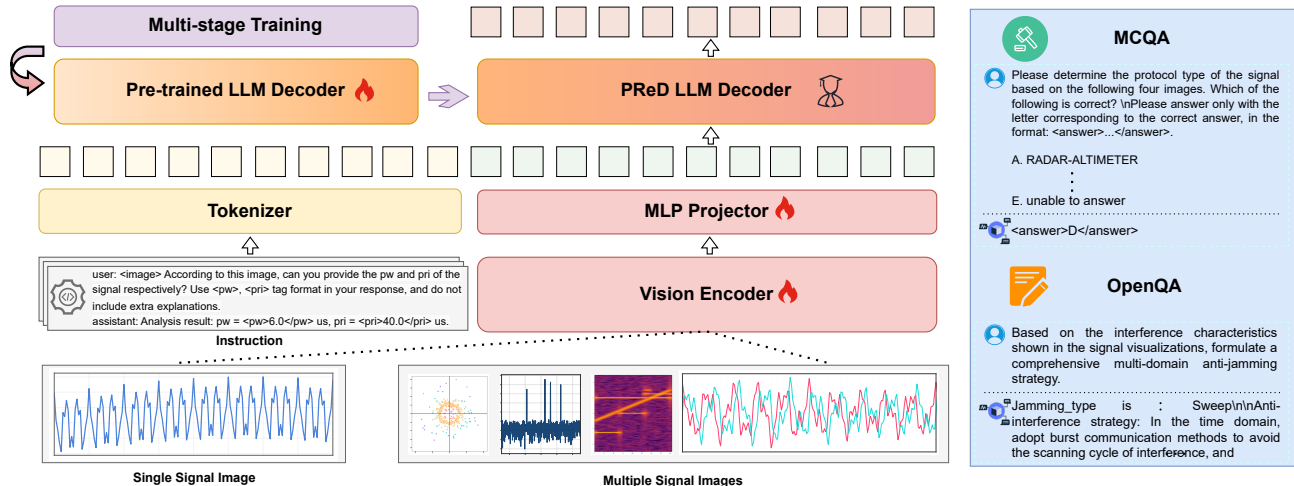 Multi-stage Training
Pre-trained LLM Decoder
PReD LLM Decoder
Tokenizer
MLP Projector
user: <image> According to this image, can you provide the pw and pri of the
signal respectively? Use <pw>, <pri> tag format in your response, and do not
include extra explanations.
assistant: Analysis result: pw = <pw>6.0</pw> us, pri = <pri>40.0</pri> us.
Instruction
Vision Encoder
Single Signal Image
Multiple Signal Images
MCQA
Please determine the protocol type of the signal
based on the following four images. Which of the
following is correct? \nPlease answer only with the
letter corresponding to the correct answer, in the
format: <answer>...</answer>.
A. RADAR-ALTIMETER
E. unable to answer
<answer>D</answer>
OpenQA
Based on the interference characteristics
shown in the signal visualizations, formulate a
comprehensive multi-domain anti-jamming
strategy.
Jamming_type is : Sweep\n\nAnti-
interference strategy: In the time domain,
adopt burst communication methods to avoid
the scanning cycle of interference, and